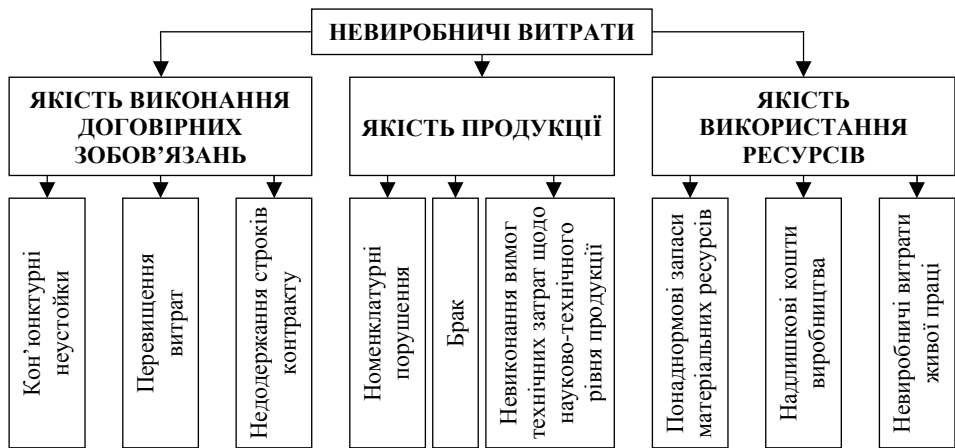 НЕВИРОБНИЧІ ВИТРАТИ
ЯКІСТЬ ВИКОНАННЯ
ДОГОВІРНИХ
ЗОБОВ’ЯЗАНЬ
ЯКІСТЬ ПРОДУКЦІЇ
ЯКІСТЬ
ВИКОРИСТАННЯ
РЕСУРСІВ
Кон’юнктурні
неустойки
Перевищення
витрат
Недодержання строків
контракту
Номенклатурні
порушення
Брак
Невиконання вимог
технічних затрат щодо
науково-технічного
рівня продукції
Понаднормові запаси
матеріальних ресурсів
Надлишкові кошти
виробництва
Невиробничі витрати
живої праці